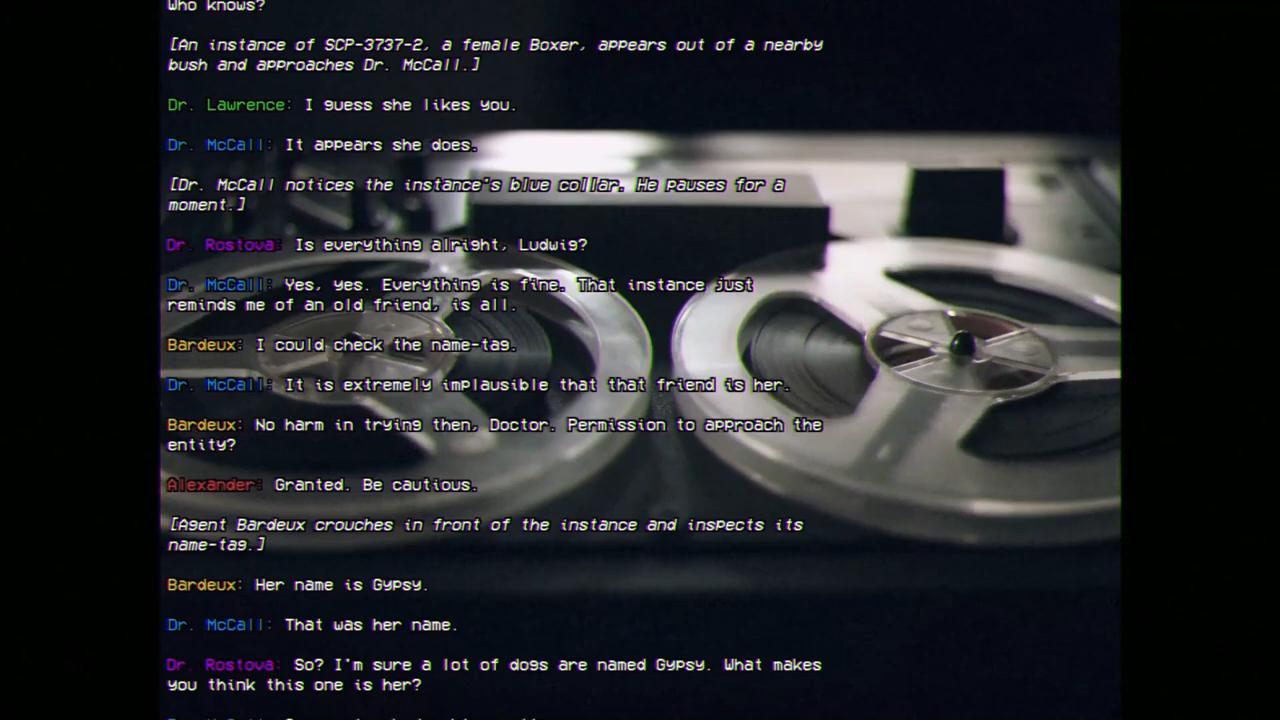 Who knows?
[An instance of SCP-3737-2, a female Boxer, appears out of a nearby
bush and approaches Dr. McCall.]
Dr. Lawrence: I guess she likes you.
Dr. McCall: It appears she does.
[Dr. McCall notices the instance's blue collar. He pauses for a
moment.]
Dr. Rostova: Is everything alright, Ludwig?
Dr. McCall: Yes, yes. Everything is fine. That instance just
reminds me of an old friend, is all.
Bardeux: I could check the name-tag.
Dr. McCall: It is extremely implausible that that friend is her.
Bardeux: No harm in trying then, Doctor. Permission to approach the
entity?
Alexander: Granted. Be cautious.
[Agent Bardeux crouches in front of the instance and inspects its
name-tag.]
Bardeux: Her name is Gypsy.
Dr. McCall: That was her name.
Dr. Rostova: So? I'm sure a lot of dogs are named Gypsy. What makes
you think this one is her?